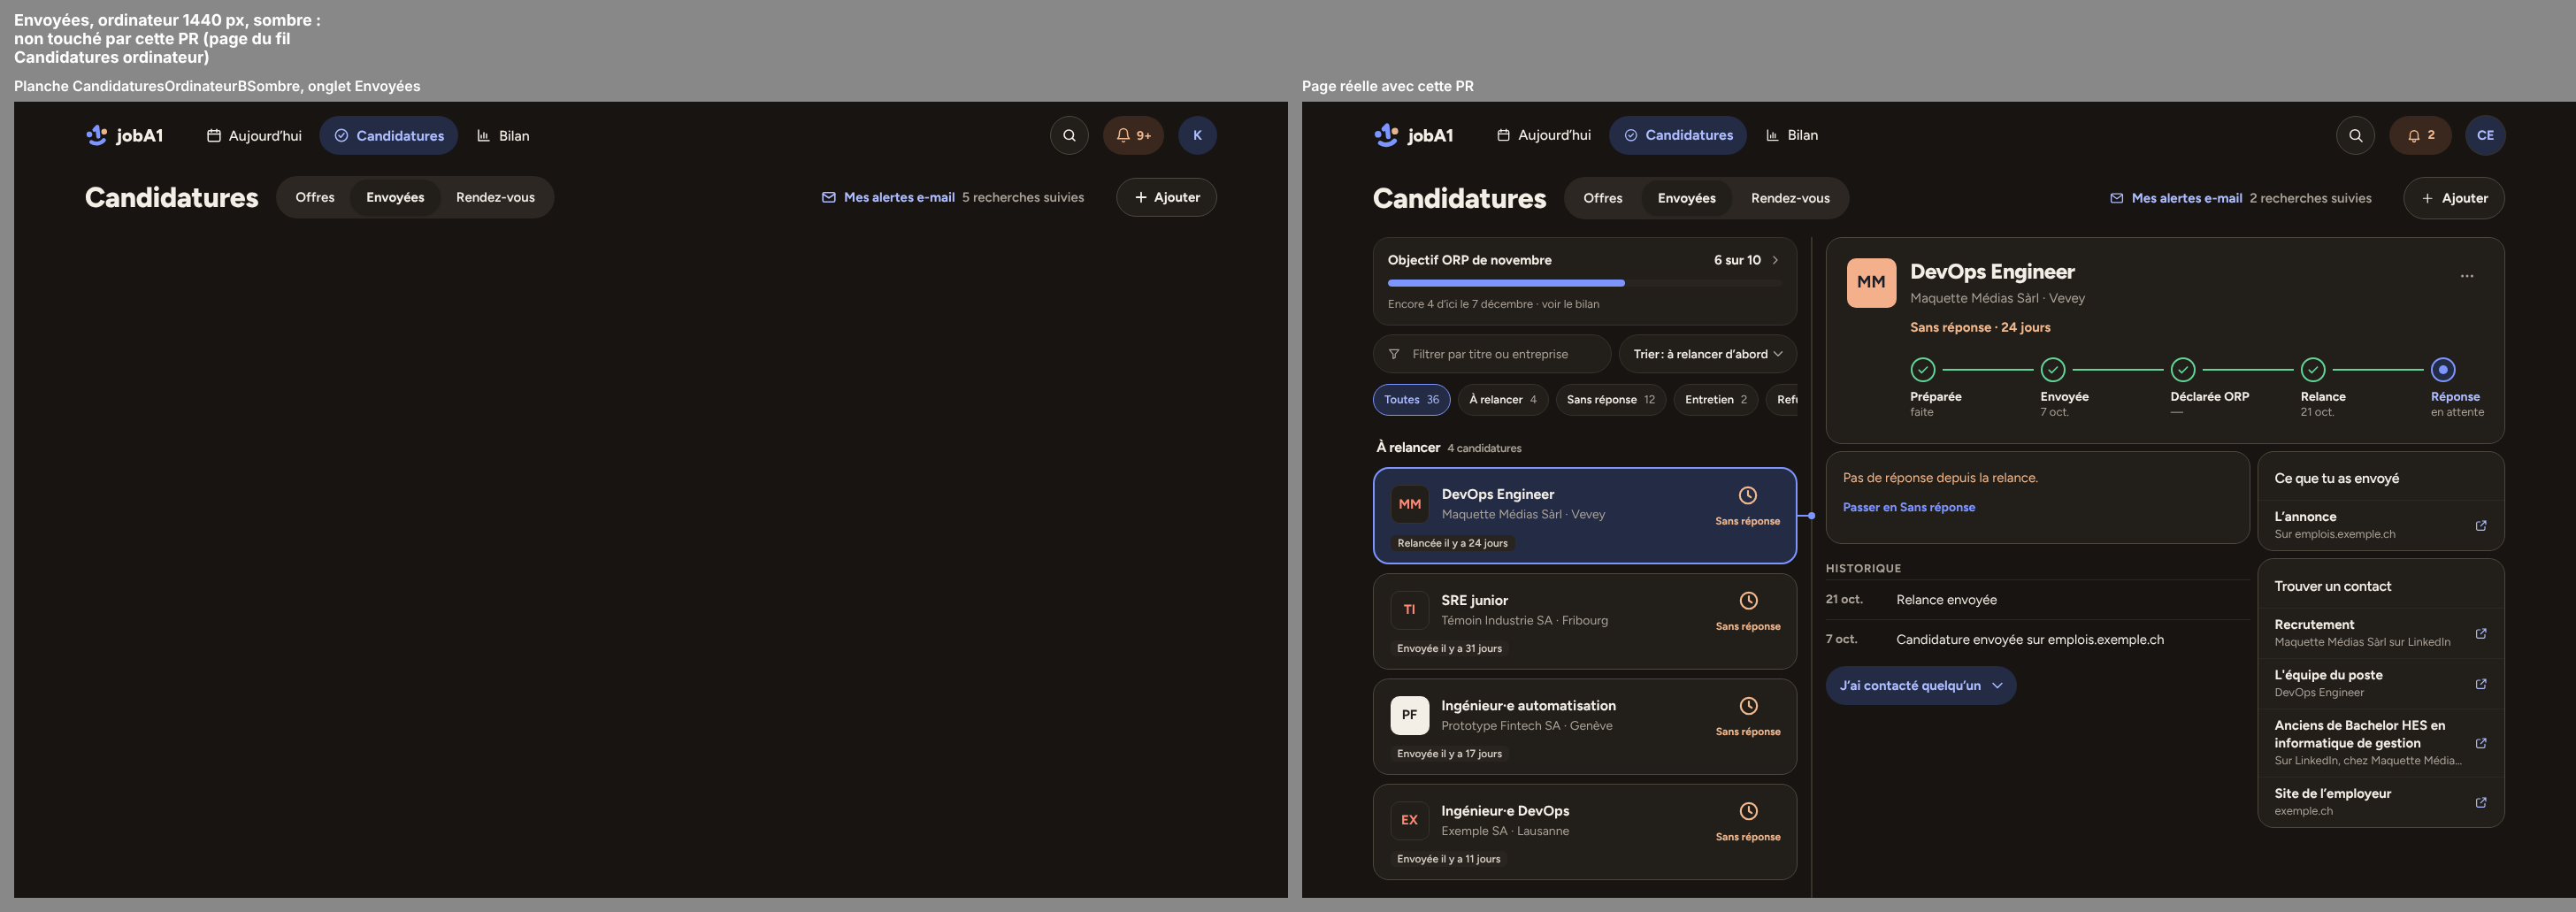 Envoyées, ordinateur 1440 px, sombre :
non touché par cette PR (page du fil
Candidatures ordinateur)
Planche CandidaturesOrdinateurBSombre, onglet Envoyées
jobA1
Aujourd’hui
Candidatures
Bilan
9+
K
Candidatures
Offres
Envoyées
Rendez-vous
Mes alertes e-mail 5 recherches suivies
Ajouter
Page réelle avec cette PR
jobA1
Aujourd’hui
Candidatures
Bilan
2
CE
Candidatures
Offres
Envoyées
Rendez-vous
Mes alertes e-mail 2 recherches suivies
Ajouter
Objectif ORP de novembre
6 sur 10
Encore 4 d’ici le 7 décembre · voir le bilan
Filtrer par titre ou entreprise
Trier : à relancer d’abord
Toutes 36
À relancer 4
Sans réponse 12
Entretien 2
Refu
À relancer 4 candidatures
MM
DevOps Engineer
Maquette Médias Sàrl · Vevey
Sans réponse
Relancée il y a 24 jours
TI
SRE junior
Témoin Industrie SA · Fribourg
Sans réponse
Envoyée il y a 31 jours
PF
Ingénieur·e automatisation
Prototype Fintech SA · Genève
Sans réponse
Envoyée il y a 17 jours
EX
Ingénieur·e DevOps
Exemple SA · Lausanne
Sans réponse
Envoyée il y a 11 jours
MM
DevOps Engineer
Maquette Médias Sàrl · Vevey
Sans réponse · 24 jours
Préparée
faite
Envoyée
7 oct.
Déclarée ORP
—
Relance
21 oct.
Réponse
en attente
Pas de réponse depuis la relance.
Passer en Sans réponse
HISTORIQUE
21 oct. Relance envoyée
7 oct. Candidature envoyée sur emplois.exemple.ch
J’ai contacté quelqu’un
Ce que tu as envoyé
L’annonce
Sur emplois.exemple.ch
Trouver un contact
Recrutement
Maquette Médias Sàrl sur LinkedIn
L'équipe du poste
DevOps Engineer
Anciens de Bachelor HES en
informatique de gestion
Sur LinkedIn, chez Maquette Média...
Site de l’employeur
exemple.ch